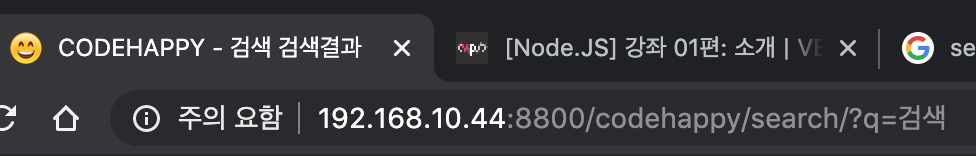 CODEHAPPY - 검색 검색결과
[Node.JS] 강좌 01편: 소개 | VE
se
주의 요함 192.168.10.44:8800/codehappy/search/?q=검색